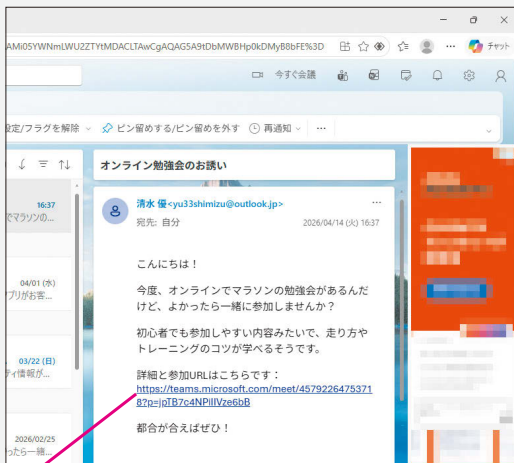 AMi05YWNmLWU2ZTYtMDACLTAwCgAQAG5A9tDbMWBHp0kDMyB8bFE%3D
チャット
今すぐ会議
設定/フラグを解除
ピン留めする/ピン留めを外す
再通知
オンライン勉強会のお誘い
16:37
でマラソンの...
清水 優<yu33shimizu@outlook.jp>
宛先: 自分
2026/04/14 (火) 16:37
こんにちは!
今度、オンラインでマラソンの勉強会があるんだ
けど、よかったら一緒に参加しませんか?
初心者でも参加しやすい内容みたいで、走り方や
トレーニングのコツが学べるそうです。
詳細と参加URLはこちらです:
https://teams.microsoft.com/meet/4579226475371
8?p=jpTB7c4NPilIIVze6bB
都合が合えばぜひ!
04/01 (水)
プリがお客...
03/22 (日)
ティ情報が...
2026/02/25
ったら一緒...